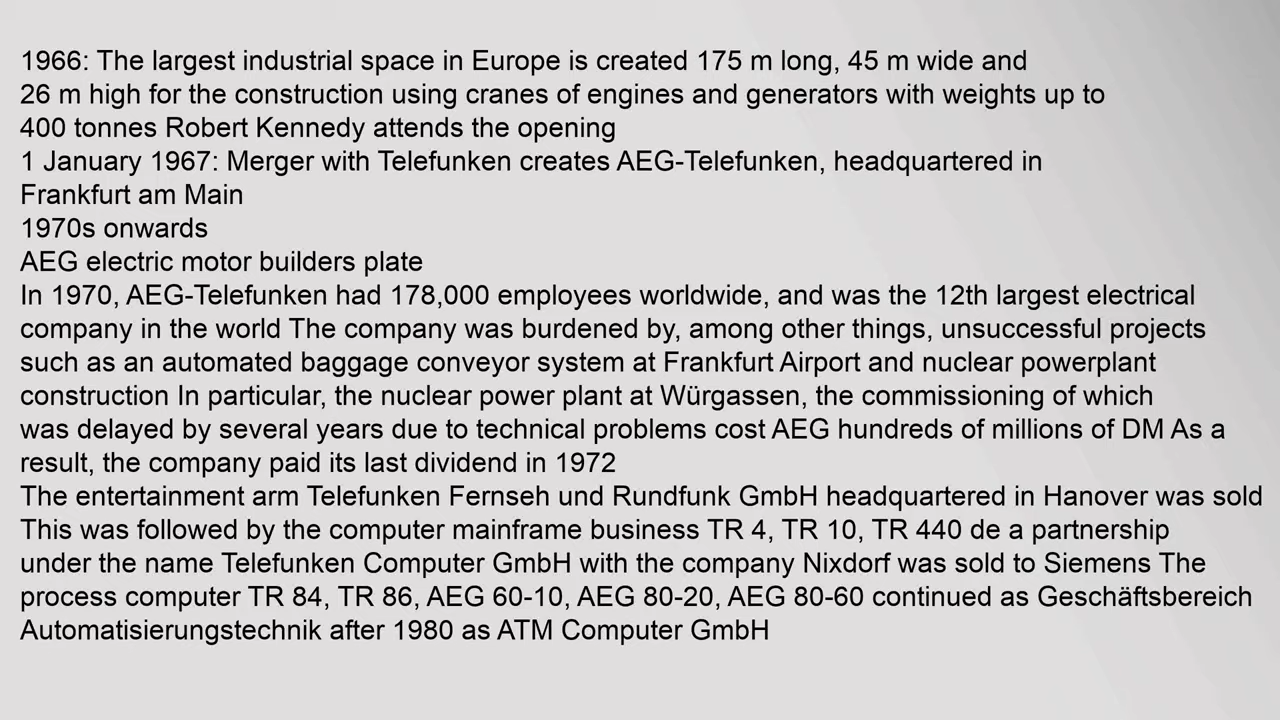 1966: The largest industrial space in Europe is created 175 m long, 45 m wide and
26 m high for the construction using cranes of engines and generators with weights up to
400 tonnes Robert Kennedy attends the opening
1 January 1967: Merger with Telefunken creates AEG-Telefunken, headquartered in
Frankfurt am Main
1970s onwards
AEG electric motor builders plate
In 1970, AEG-Telefunken had 178,000 employees worldwide, and was the 12th largest electrical
company in the world The company was burdened by, among other things, unsuccessful projects
such as an automated baggage conveyor system at Frankfurt Airport and nuclear powerplant
construction In particular, the nuclear power plant at Würgassen, the commissioning of which
was delayed by several years due to technical problems cost AEG hundreds of millions of DM As a
result, the company paid its last dividend in 1972
The entertainment arm Telefunken Fernseh und Rundfunk GmbH headquartered in Hanover was sold
This was followed by the computer mainframe business TR 4, TR 10, TR 440 de a partnership
under the name Telefunken Computer GmbH with the company Nixdorf was sold to Siemens The
process computer TR 84, TR 86, AEG 60-10, AEG 80-20, AEG 80-60 continued as Geschäftsbereich
Automatisierungstechnik after 1980 as ATM Computer GmbH